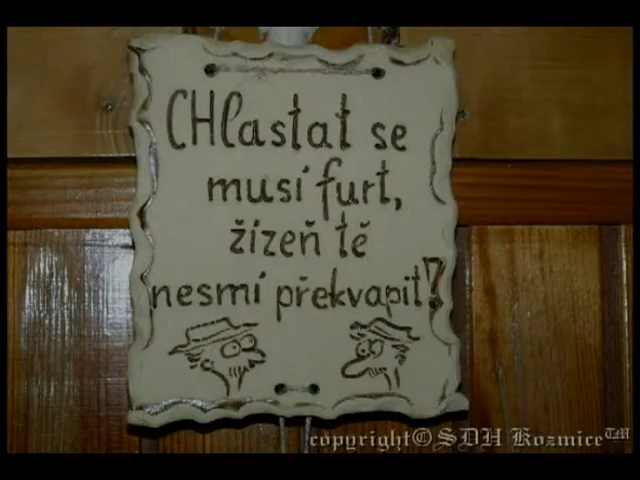 CHlastat se
musí furt,
žízeň tě
nesmí překvapit!
copyright©SDH Kozmice™